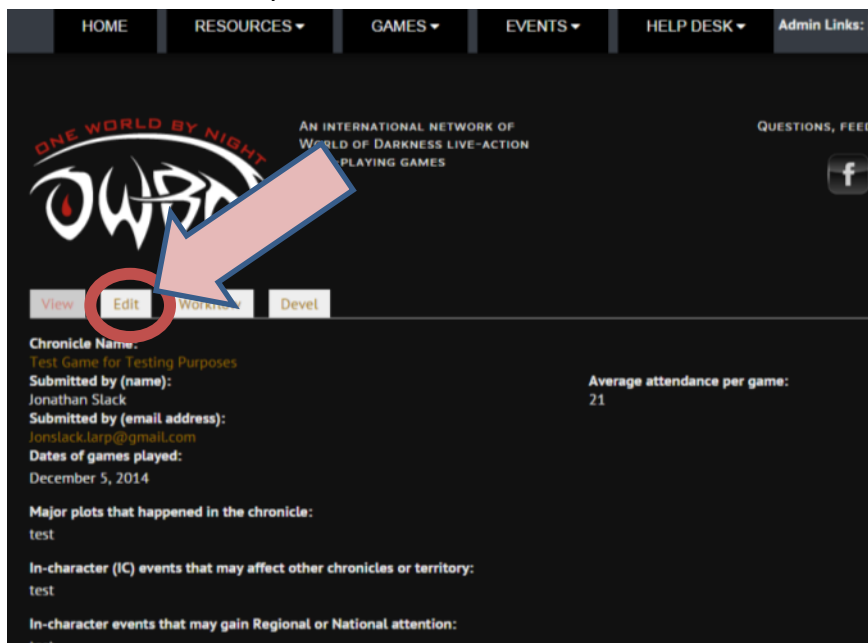 HOME RESOURCES GAMES EVENTS HELP DESK Admin Links:
ONE WORLD BY NIGHT
AN INTERNATIONAL NETWORK OF
WORLD OF DARKNESS LIVE-ACTION
PLAYING GAMES
QUESTIONS, FEE
OWB
f
View Edit Workflow Devel
Chronicle Name:
Test Game for Testing Purposes
Submitted by (name):
Jonathan Slack
Average attendance per game:
21
Submitted by (email address):
Jonslack.larp@gmail.com
Dates of games played:
December 5, 2014
Major plots that happened in the chronicle:
test
In-character (IC) events that may affect other chronicles or territory:
test
In-character events that may gain Regional or National attention: